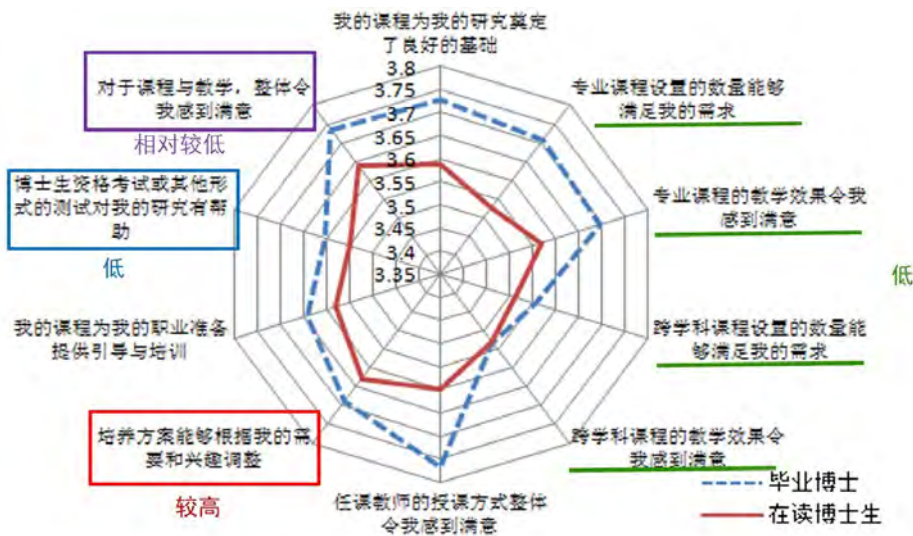 我的课程为我的研究奠定
了良好的基础
对于课程与教学，整体令
我感到满意
相对较低
专业课程设置的数量能够
满足我的需求
3.8
3.75
3.7
3.65
3.6
3.55
3.5
3.45
3.4
3.35
博士生资格考试或其他形
式的测试对我的研究有帮
助
低
专业课程的教学效果令我
感到满意
低
我的课程为我的职业准备
提供引导与培训
跨学科课程设置的数量能
够满足我的需求
培养方案能够根据我的需
要和兴趣调整
较高
跨学科课程的教学效果令
我感到满意
任课教师的授课方式整体
令我感到满意
毕业博士
在读博士生